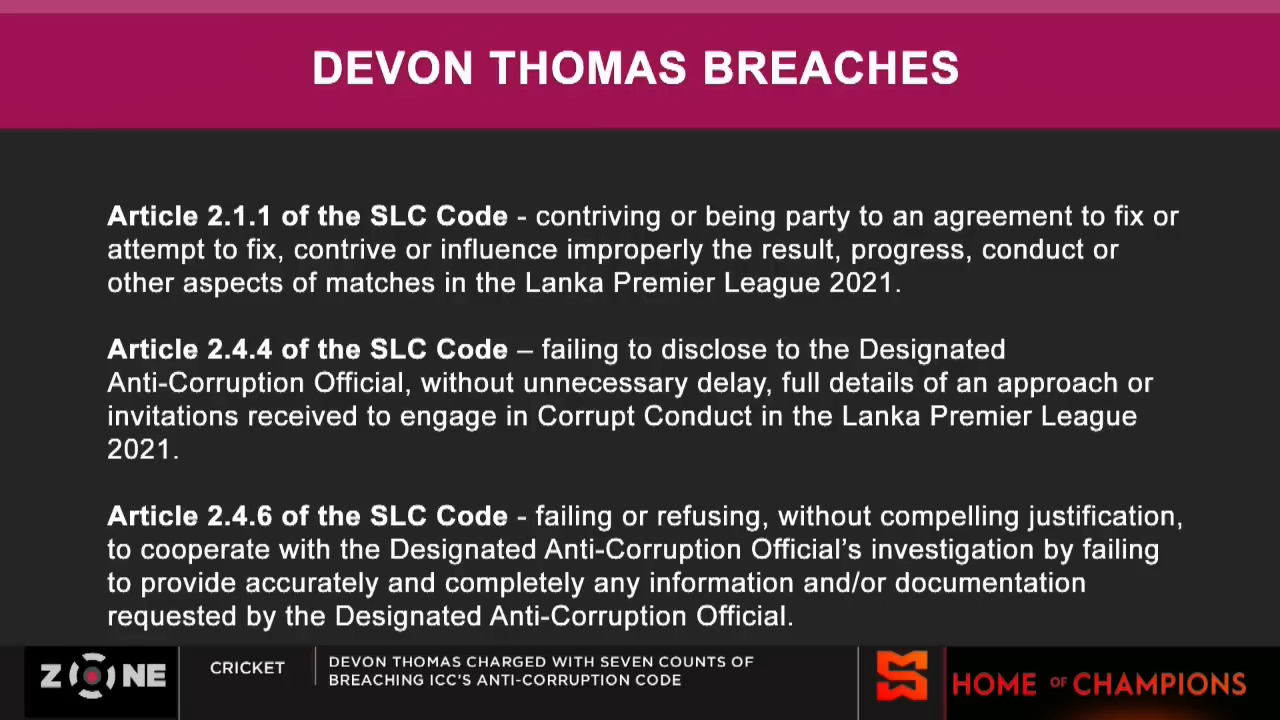 DEVON THOMAS BREACHES
Article 2.1.1 of the SLC Code - contriving or being party to an agreement to fix or
attempt to fix, contrive or influence improperly the result, progress, conduct or
other aspects of matches in the Lanka Premier League 2021.
Article 2.4.4 of the SLC Code – failing to disclose to the Designated
Anti-Corruption Official, without unnecessary delay, full details of an approach or
invitations received to engage in Corrupt Conduct in the Lanka Premier League
2021.
Article 2.4.6 of the SLC Code - failing or refusing, without compelling justification,
to cooperate with the Designated Anti-Corruption Official’s investigation by failing
to provide accurately and completely any information and/or documentation
requested by the Designated Anti-Corruption Official.
ZONE
CRICKET
DEVON THOMAS CHARGED WITH SEVEN COUNTS OF
BREACHING ICC'S ANTI-CORRUPTION CODE
HOME OF CHAMPIONS